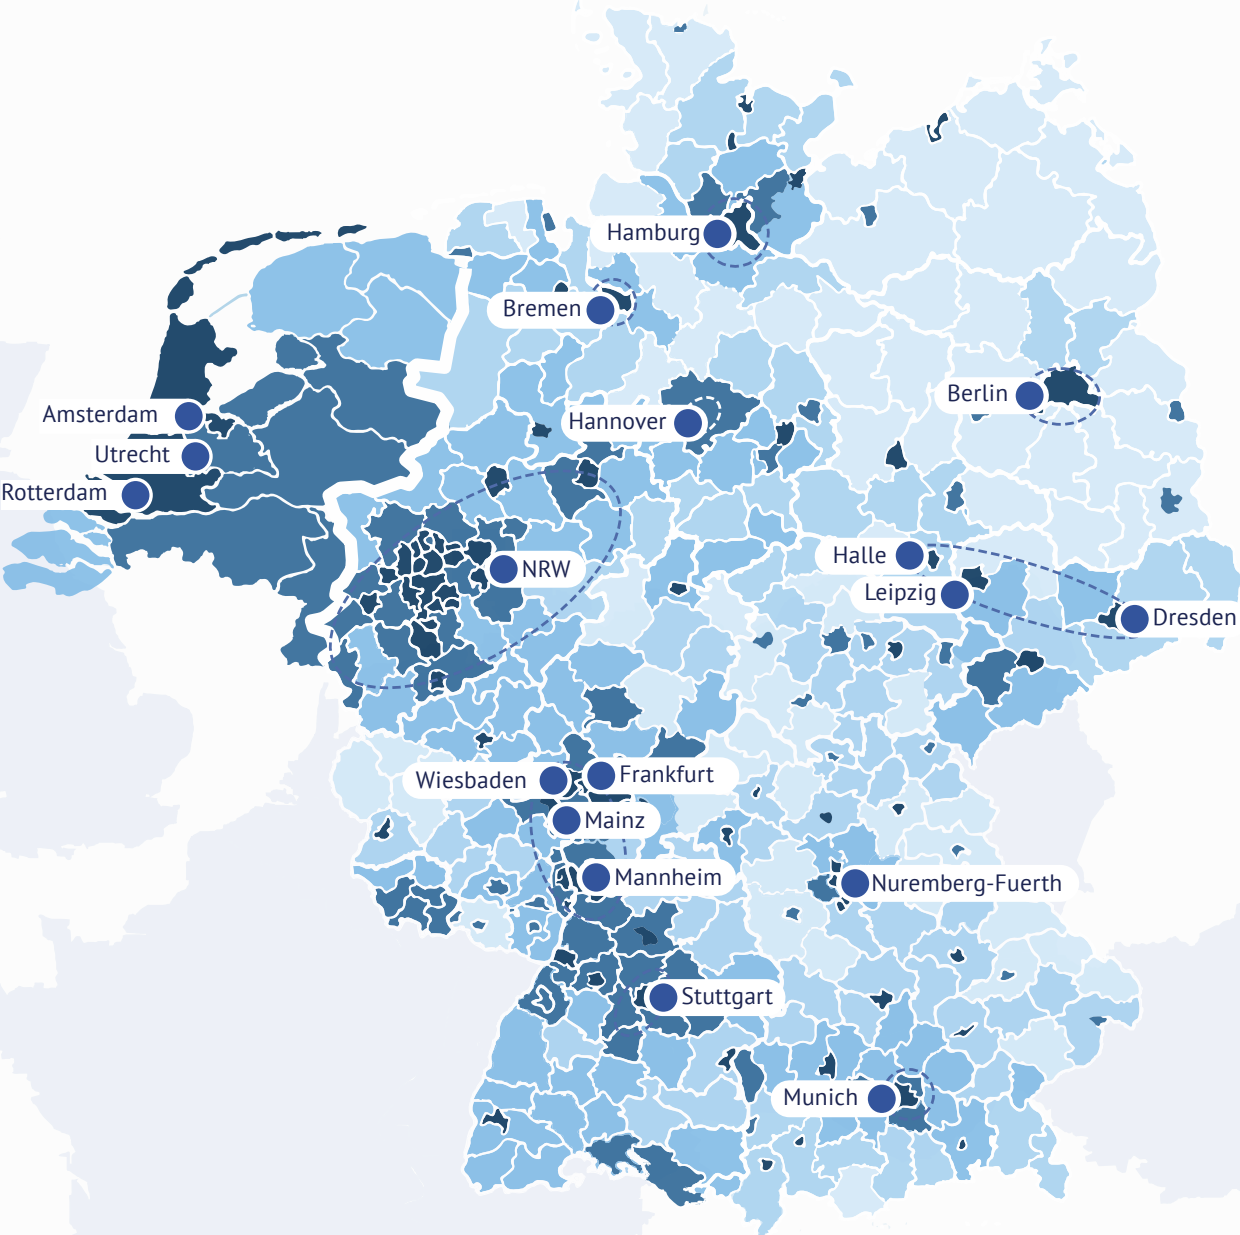 Hamburg
Bremen
Berlin
Amsterdam
Hannover
Utrecht
Rotterdam
Halle
NRW
Leipzig
Dresden
Frankfurt
Wiesbaden
Mainz
Mannheim
Nuremberg-Fuerth
Stuttgart
Munich